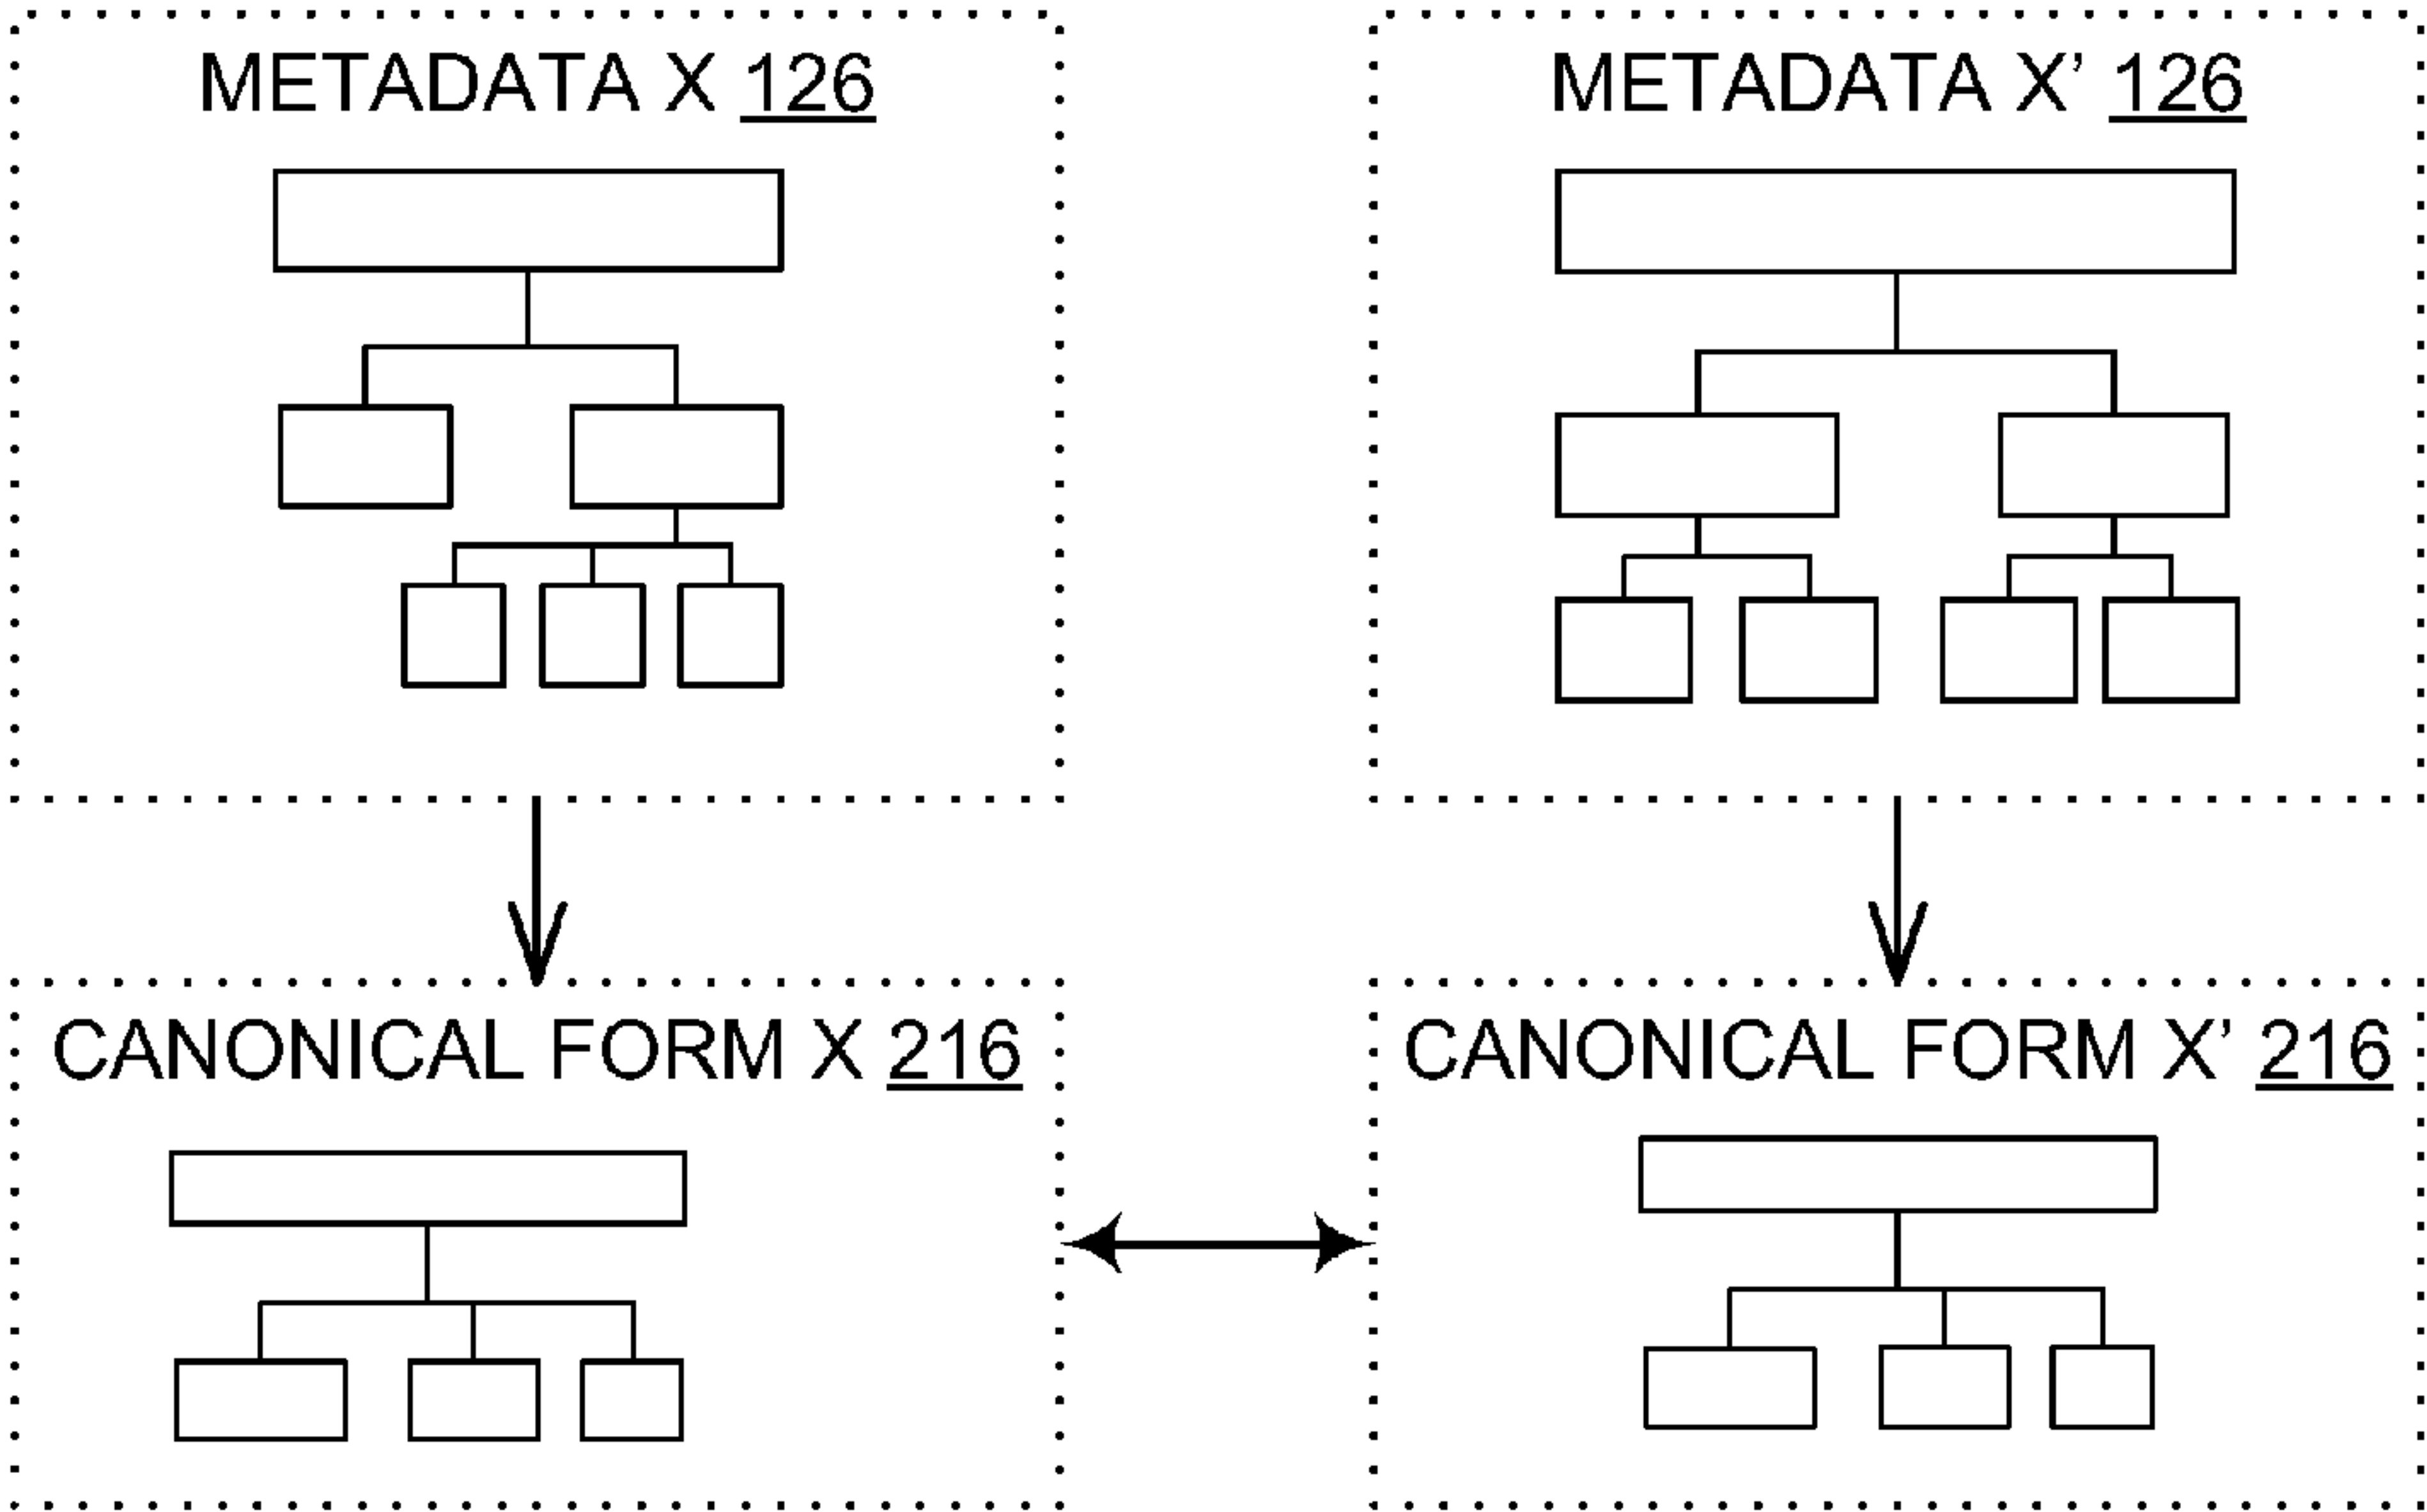 METADATA X 126
METADATA X’ 126
CANONICAL FORM X 216
CANONICAL FORM X’ 216